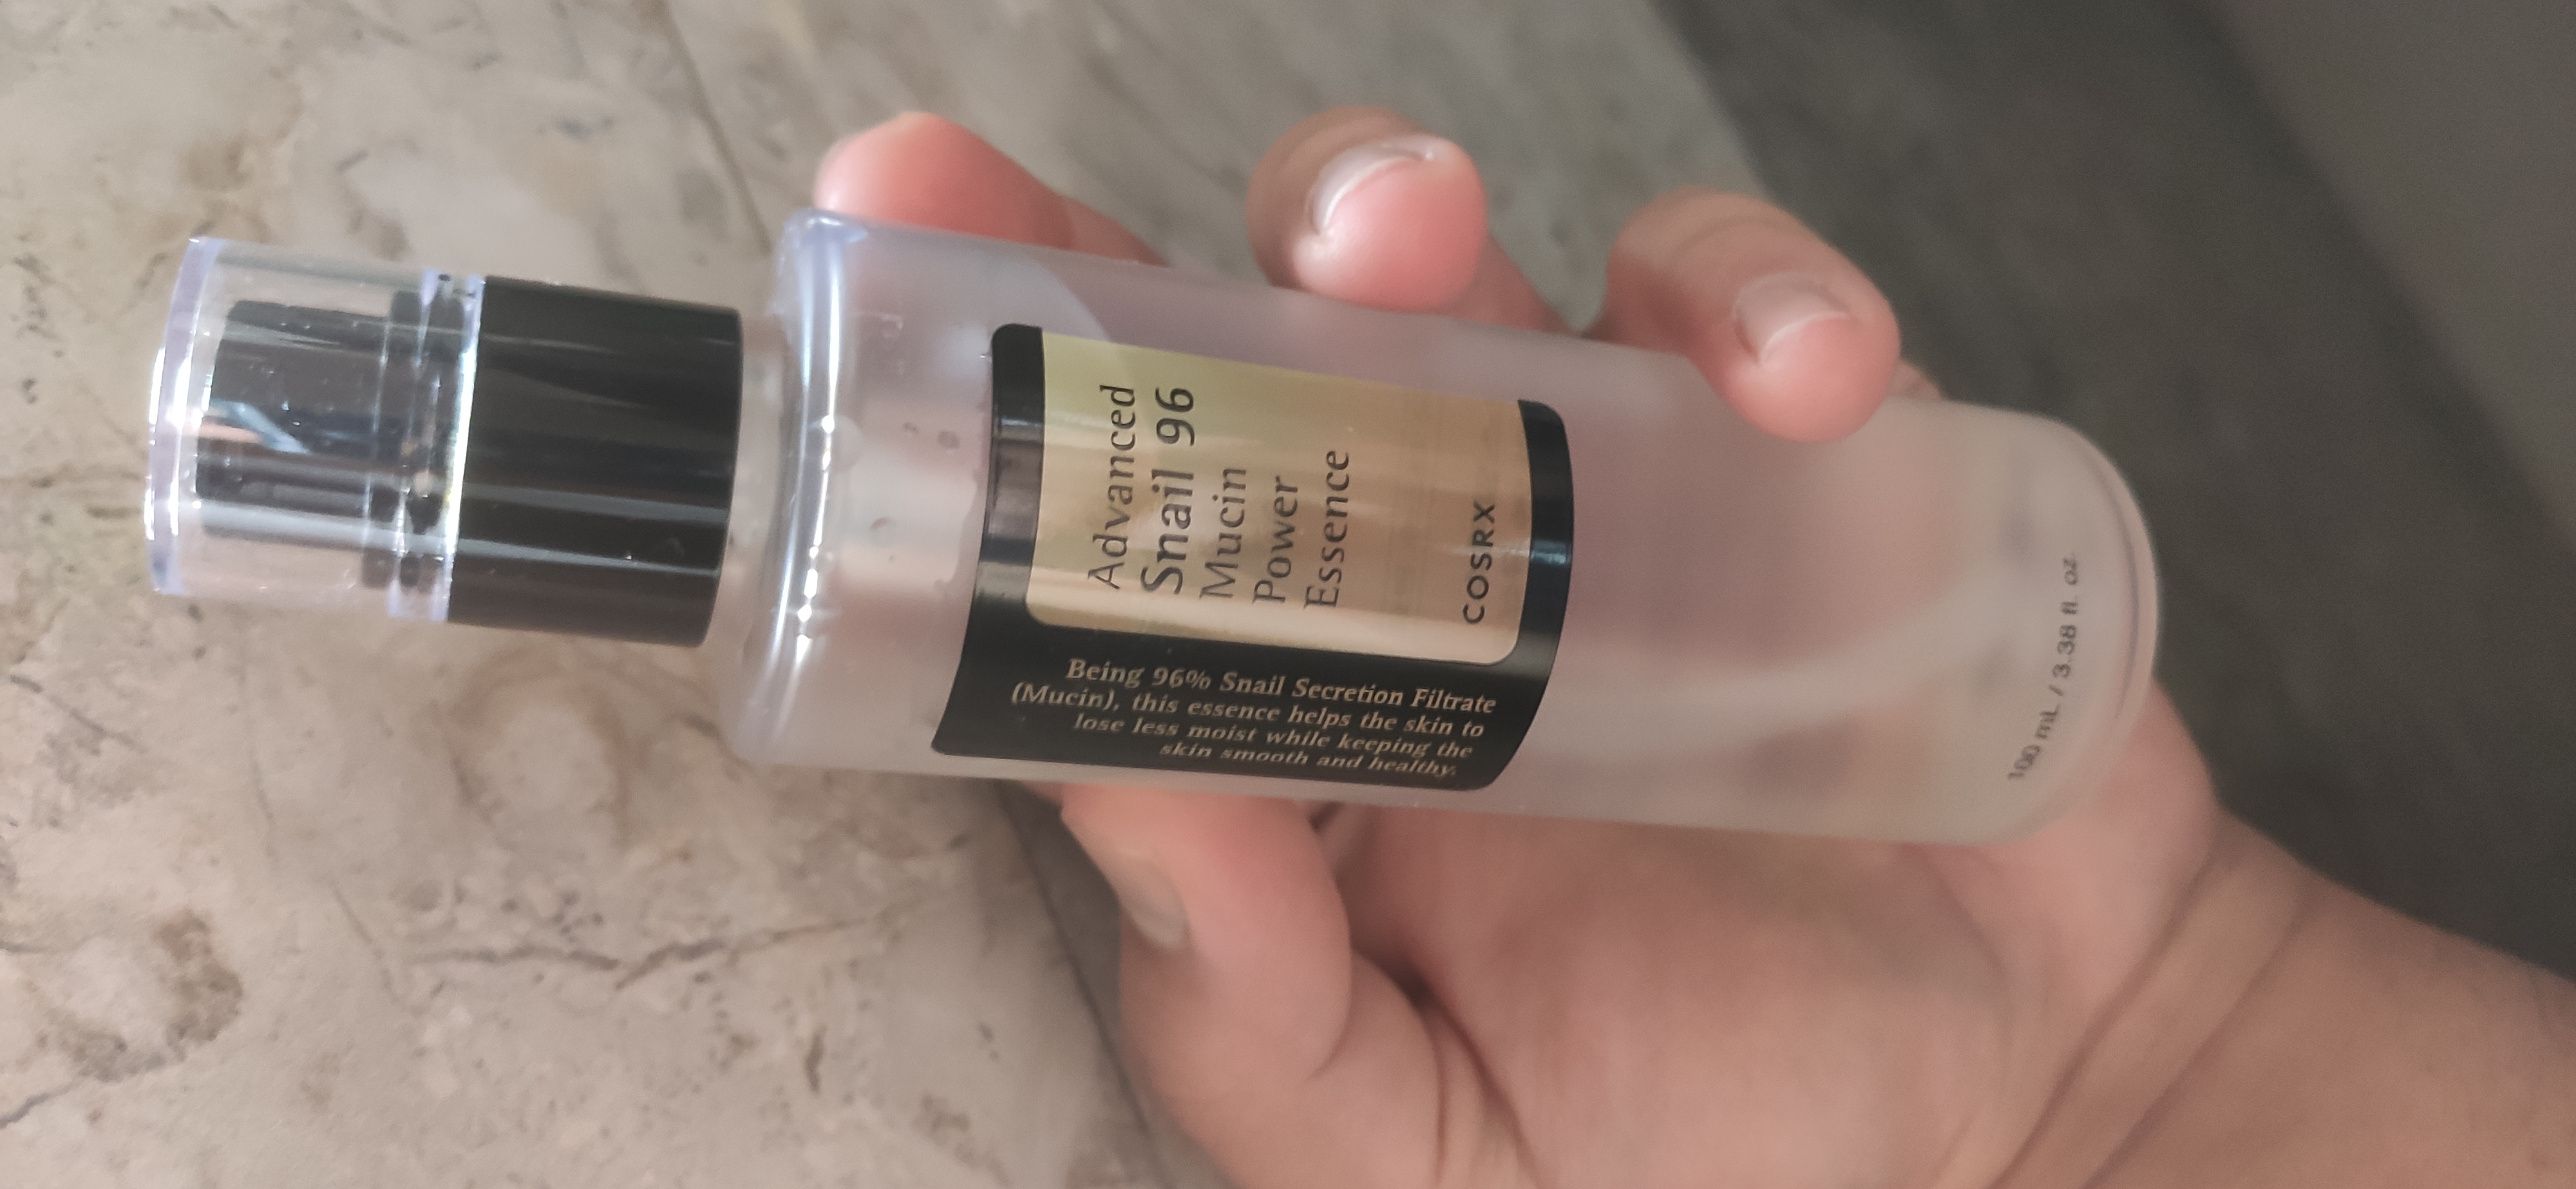 Advanced
Snail 96
Mucin
Power
Essence
COSRX
Being 96% Snail Secretion Filtrate
(Mucin), this essence helps the skin to
lose less moist while keeping the
skin smooth and healthy.
100 mL / 3.38 fl. oz.